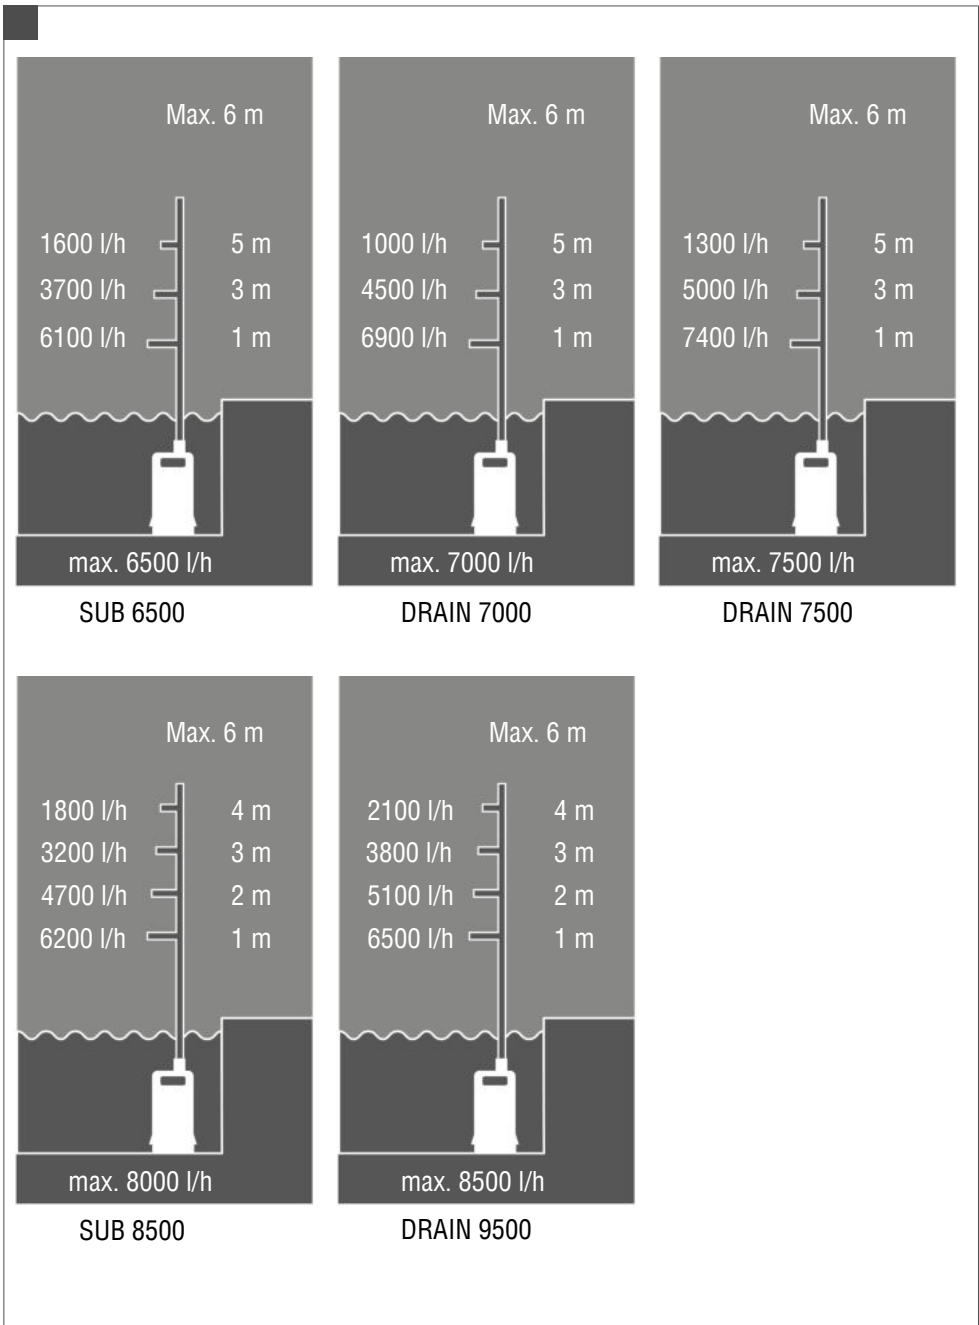 Max. 6 m
1600 l/h 5 m
3700 l/h 3 m
6100 l/h 1 m
max. 6500 l/h
SUB 6500
Max. 6 m
1000 l/h 5 m
4500 l/h 3 m
6900 l/h 1 m
max. 7000 l/h
DRAIN 7000
Max. 6 m
1300 l/h 5 m
5000 l/h 3 m
7400 l/h 1 m
max. 7500 l/h
DRAIN 7500
Max. 6 m
1800 l/h 4 m
3200 l/h 3 m
4700 l/h 2 m
6200 l/h 1 m
max. 8000 l/h
SUB 8500
Max. 6 m
2100 l/h 4 m
3800 l/h 3 m
5100 l/h 2 m
6500 l/h 1 m
max. 8500 l/h
DRAIN 9500